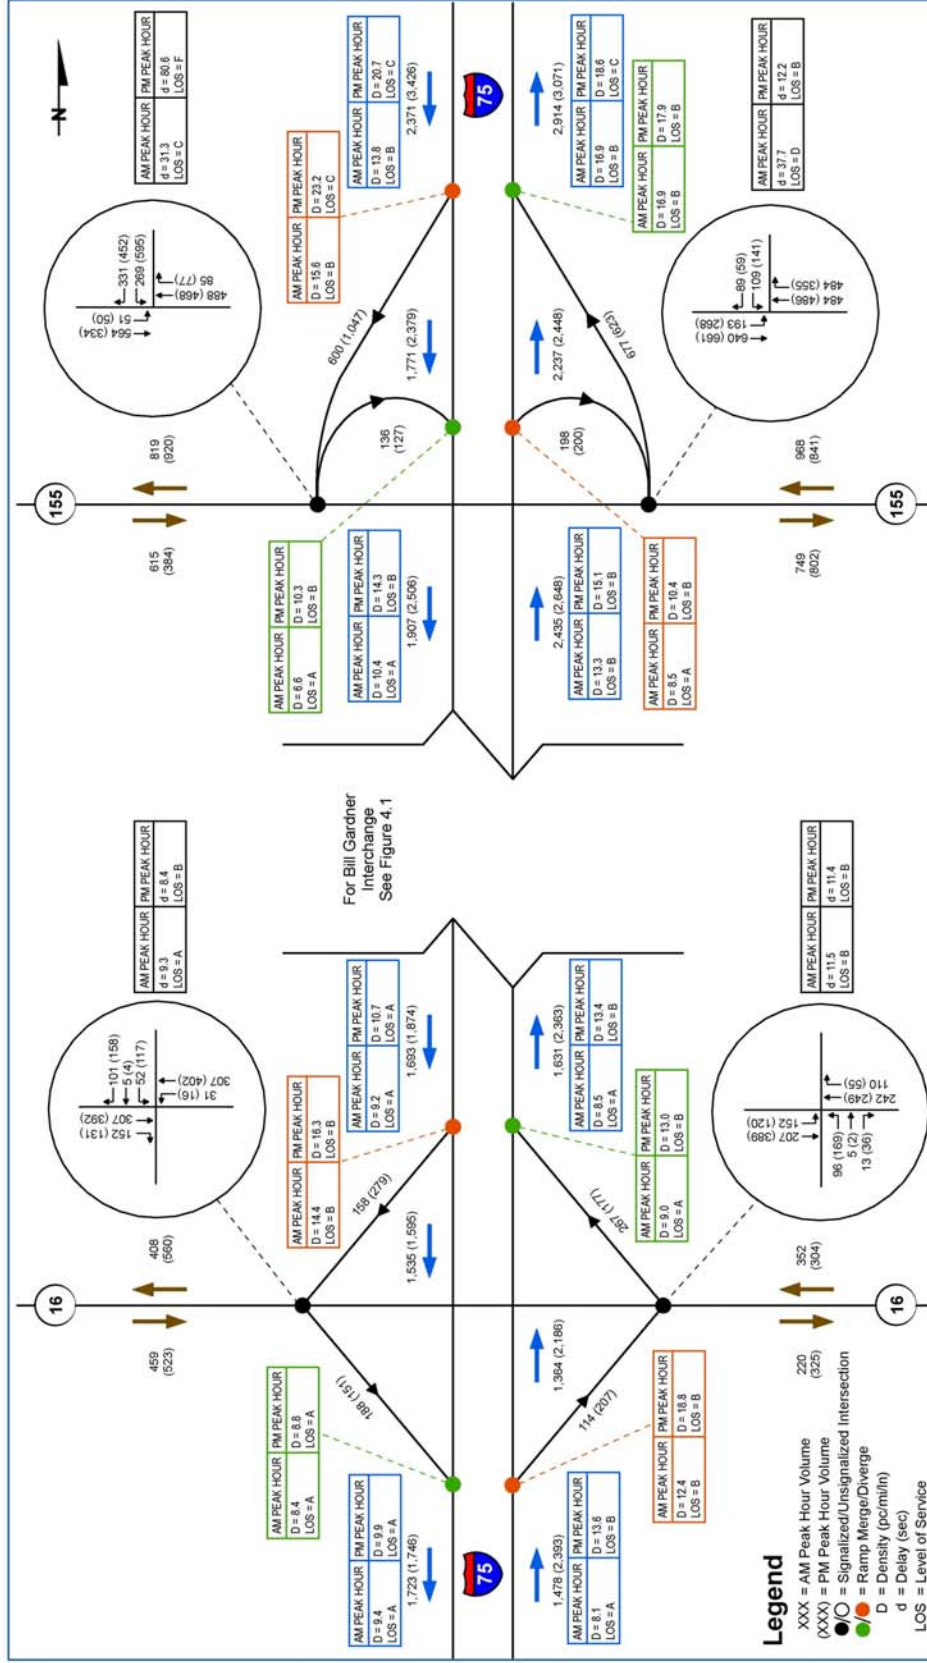 N
AM PEAK HOUR PM PEAK HOUR
d = 9.3 d = 8.4
LOS = A LOS = B
AM PEAK HOUR PM PEAK HOUR
d = 31.3 d = 80.6
LOS = C LOS = F
101 (158)
5 (4)
52 (117)
152 (131)
307 (392)
31 (16)
307 (402)
331 (452)
269 (595)
564 (334)
51 (50)
488 (468)
85 (77)
16
459
(523)
408
(560)
155
615
(384)
819
(920)
AM PEAK HOUR PM PEAK HOUR
D = 8.4 D = 8.8
LOS = A LOS = A
188 (151)
AM PEAK HOUR PM PEAK HOUR
D = 14.4 D = 16.3
LOS = B LOS = B
158 (279)
AM PEAK HOUR PM PEAK HOUR
D = 6.6 D = 10.3
LOS = A LOS = B
AM PEAK HOUR PM PEAK HOUR
D = 15.6 D = 23.2
LOS = B LOS = C
600 (1,047)
AM PEAK HOUR PM PEAK HOUR
D = 9.4 D = 9.9
LOS = A LOS = A
1,723 (1,746)
1,535 (1,595)
AM PEAK HOUR PM PEAK HOUR
D = 9.2 D = 10.7
LOS = A LOS = A
1,693 (1,874)
For Bill Gardner
Interchange
See Figure 4.1
AM PEAK HOUR PM PEAK HOUR
D = 10.4 D = 14.3
LOS = A LOS = B
1,907 (2,506)
136
(127)
1,771 (2,379)
AM PEAK HOUR PM PEAK HOUR
D = 13.8 D = 20.7
LOS = B LOS = C
2,371 (3,426)
75
75
1,478 (2,393)
AM PEAK HOUR PM PEAK HOUR
D = 8.1 D = 13.6
LOS = A LOS = B
1,364 (2,186)
1,631 (2,363)
AM PEAK HOUR PM PEAK HOUR
D = 8.5 D = 13.4
LOS = A LOS = B
2,435 (2,648)
AM PEAK HOUR PM PEAK HOUR
D = 13.3 D = 15.1
LOS = B LOS = B
2,237 (2,448)
198
(200)
2,914 (3,071)
AM PEAK HOUR PM PEAK HOUR
D = 16.9 D = 18.6
LOS = B LOS = C
114 (207)
AM PEAK HOUR PM PEAK HOUR
D = 12.4 D = 18.8
LOS = B LOS = B
267 (177)
AM PEAK HOUR PM PEAK HOUR
D = 9.0 D = 13.0
LOS = A LOS = B
AM PEAK HOUR PM PEAK HOUR
D = 8.5 D = 10.4
LOS = A LOS = B
677 (623)
AM PEAK HOUR PM PEAK HOUR
D = 16.9 D = 17.9
LOS = B LOS = B
207 (389)
152 (120)
96 (169)
5 (2)
13 (36)
242 (249)
110 (55)
AM PEAK HOUR PM PEAK HOUR
d = 11.5 d = 11.4
LOS = B LOS = B
640 (661)
193 (268)
89 (59)
109 (141)
484 (486)
484 (355)
AM PEAK HOUR PM PEAK HOUR
d = 37.7 d = 12.2
LOS = D LOS = B
220
(325)
352
(304)
16
749
(802)
968
(841)
155
Legend
XXX = AM Peak Hour Volume
(XXX) = PM Peak Hour Volume
/ = Signalized/Unsignalized Intersection
/ = Ramp Merge/Diverge
D = Density (pc/mi/ln)
d = Delay (sec)
LOS = Level of Service